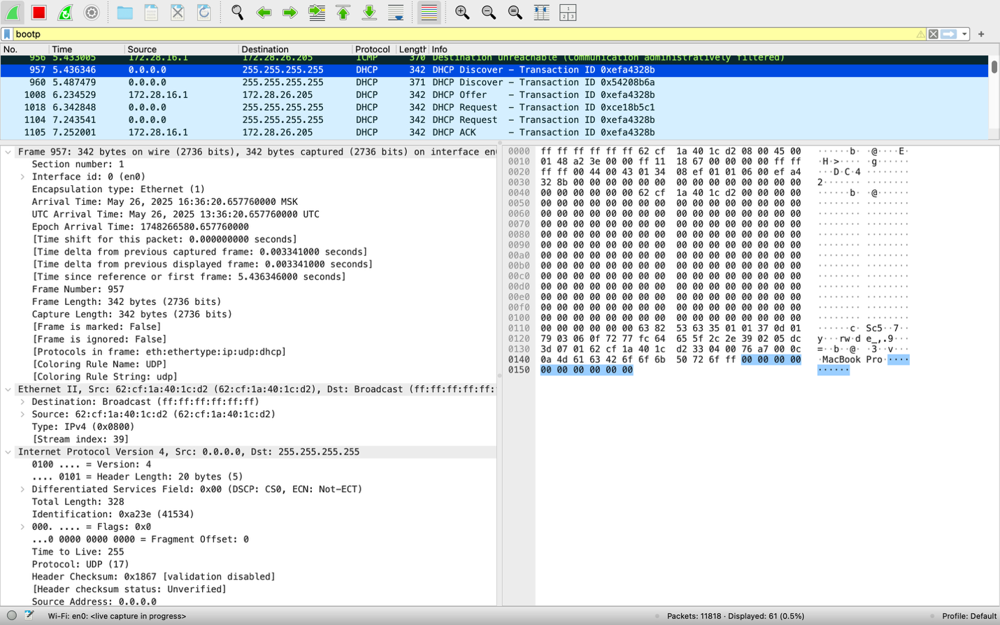 bootp
No. Time Source Destination Protocol Length Info
956 5.433005 172.28.16.1 172.28.26.205 ICMP 370 Destination unreachable (Communication administratively filtered)
957 5.436346 0.0.0.0 255.255.255.255 DHCP 342 DHCP Discover – Transaction ID 0xefa4328b
960 5.487479 0.0.0.0 255.255.255.255 DHCP 371 DHCP Discover – Transaction ID 0x54208b6a
1008 6.234529 172.28.16.1 172.28.26.205 DHCP 342 DHCP Offer – Transaction ID 0xefa4328b
1018 6.342848 0.0.0.0 255.255.255.255 DHCP 342 DHCP Request – Transaction ID 0xce18b5c1
1104 7.243541 0.0.0.0 255.255.255.255 DHCP 342 DHCP Request – Transaction ID 0xefa4328b
1105 7.252001 172.28.16.1 172.28.26.205 DHCP 342 DHCP ACK – Transaction ID 0xefa4328b
Frame 957: 342 bytes on wire (2736 bits), 342 bytes captured (2736 bits) on interface en
Section number: 1
Interface id: 0 (en0)
Encapsulation type: Ethernet (1)
Arrival Time: May 26, 2025 16:36:20.657760000 MSK
UTC Arrival Time: May 26, 2025 13:36:20.657760000 UTC
Epoch Arrival Time: 1748266580.657760000
[Time shift for this packet: 0.000000000 seconds]
[Time delta from previous captured frame: 0.003341000 seconds]
[Time delta from previous displayed frame: 0.003341000 seconds]
[Time since reference or first frame: 5.436346000 seconds]
Frame Number: 957
Frame Length: 342 bytes (2736 bits)
Capture Length: 342 bytes (2736 bits)
[Frame is marked: False]
[Frame is ignored: False]
[Protocols in frame: eth:ethertype:ip:udp:dhcp]
[Coloring Rule Name: UDP]
[Coloring Rule String: udp]
Ethernet II, Src: 62:cf:1a:40:1c:d2 (62:cf:1a:40:1c:d2), Dst: Broadcast (ff:ff:ff:ff:ff:
Destination: Broadcast (ff:ff:ff:ff:ff:ff)
Source: 62:cf:1a:40:1c:d2 (62:cf:1a:40:1c:d2)
Type: IPv4 (0x0800)
[Stream index: 39]
Internet Protocol Version 4, Src: 0.0.0.0, Dst: 255.255.255.255
0100 .... = Version: 4
.... 0101 = Header Length: 20 bytes (5)
Differentiated Services Field: 0x00 (DSCP: CS0, ECN: Not-ECT)
Total Length: 328
Identification: 0xa23e (41534)
000. .... = Flags: 0x0
...0 0000 0000 0000 = Fragment Offset: 0
Time to Live: 255
Protocol: UDP (17)
Header Checksum: 0x1867 [validation disabled]
[Header checksum status: Unverified]
Source Address: 0.0.0.0
0000 ff ff ff ff ff ff 62 cf 1a 40 1c d2 08 00 45 00 ······b· ·@····E·
0010 01 48 a2 3e 00 00 ff 11 18 67 00 00 00 00 ff ff ·H·>···· ·g······
0020 ff ff 00 44 00 43 01 34 08 ef 01 01 06 00 ef a4 ···D·C·4 ········
0030 32 8b 00 00 00 00 00 00 00 00 00 00 00 00 00 00 2······· ········
0040 00 00 00 00 00 00 62 cf 1a 40 1c d2 00 00 00 00 ······b· ·@······
0050 00 00 00 00 00 00 00 00 00 00 00 00 00 00 00 00 ········ ········
0060 00 00 00 00 00 00 00 00 00 00 00 00 00 00 00 00 ········ ········
0070 00 00 00 00 00 00 00 00 00 00 00 00 00 00 00 00 ········ ········
0080 00 00 00 00 00 00 00 00 00 00 00 00 00 00 00 00 ········ ········
0090 00 00 00 00 00 00 00 00 00 00 00 00 00 00 00 00 ········ ········
00a0 00 00 00 00 00 00 00 00 00 00 00 00 00 00 00 00 ········ ········
00b0 00 00 00 00 00 00 00 00 00 00 00 00 00 00 00 00 ········ ········
00c0 00 00 00 00 00 00 00 00 00 00 00 00 00 00 00 00 ········ ········
00d0 00 00 00 00 00 00 00 00 00 00 00 00 00 00 00 00 ········ ········
00e0 00 00 00 00 00 00 00 00 00 00 00 00 00 00 00 00 ········ ········
00f0 00 00 00 00 00 00 00 00 00 00 00 00 00 00 00 00 ········ ········
0100 00 00 00 00 00 00 00 00 00 00 00 00 00 00 00 00 ········ ········
0110 00 00 00 00 00 00 63 82 53 63 35 01 01 37 0d 01 ······c· Sc5··7··
0120 79 03 06 0f 72 77 fc 64 65 5f 2c 2e 39 02 05 dc y···rw·d e_,.9···
0130 3d 07 01 62 cf 1a 40 1c d2 33 04 00 76 a7 00 0c =··b··@· ·3··v···
0140 0a 4d 61 63 42 6f 6f 6b 50 72 6f ff 00 00 00 00 ·MacBook Pro·····
0150 00 00 00 00 00 00 ······
Wi-Fi: en0: <live capture in progress>
Packets: 11818 · Displayed: 61 (0.5%)
Profile: Default